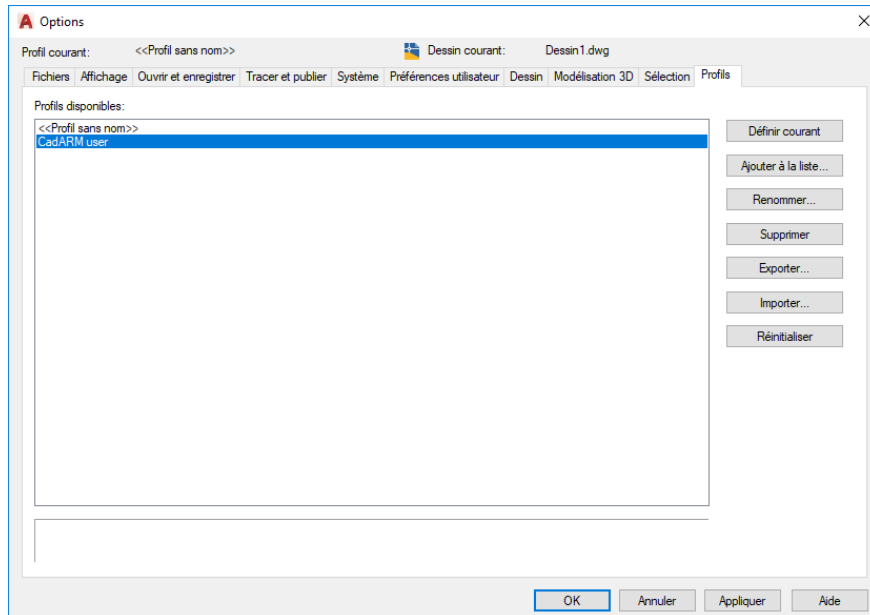 Options
Profil courant: <<Profil sans nom>> Dessin courant: Dessin1.dwg
Fichiers Affichage Ouvrir et enregistrer Tracer et publier Système Préférences utilisateur Dessin Modélisation 3D Sélection Profils
Profils disponibles:
<<Profil sans nom>>
CadARM user
Définir courant
Ajouter à la liste...
Renommer...
Supprimer
Exporter...
Importer...
Réinitialiser
OK Annuler Appliquer Aide